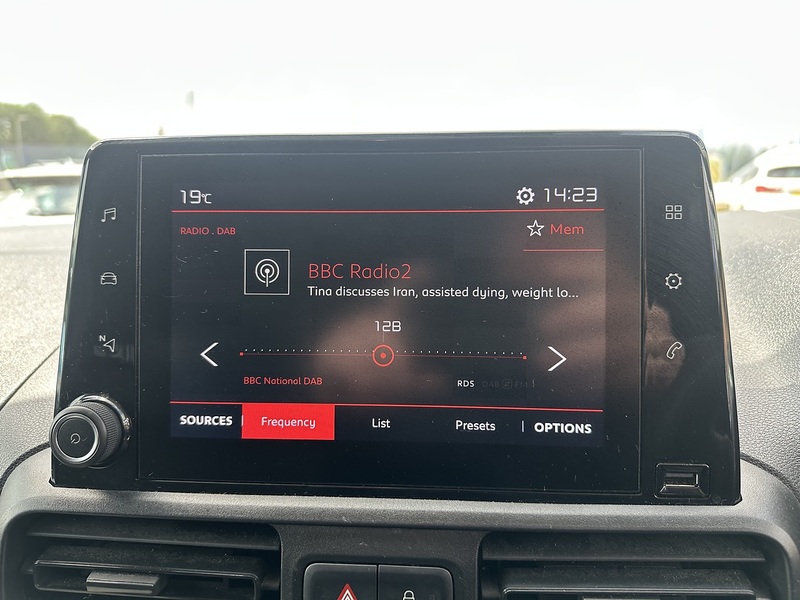 19°C
14:23
RADIO . DAB
Mem
BBC Radio2
Tina discusses Iran, assisted dying, weight lo...
12B
BBC National DAB
RDS
SOURCES
Frequency
List
Presets
OPTIONS
N